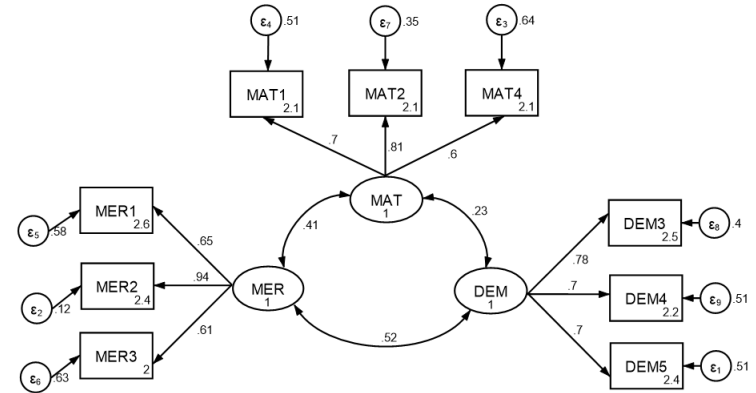 ε4 .51
ε7 .35
ε3 .64
MAT1 2.1
MAT2 2.1
MAT4 2.1
.7
.81
.6
MAT
1
MER1 2.6
ε5 .58
.41
.23
DEM3 2.5
ε8 .4
.65
.78
MER2 2.4
.94
MER
1
DEM
1
.7
DEM4 2.2
ε9 .51
ε2 .12
.61
.52
.7
MER3 2
ε6 .63
DEM5 2.4
ε1 .51